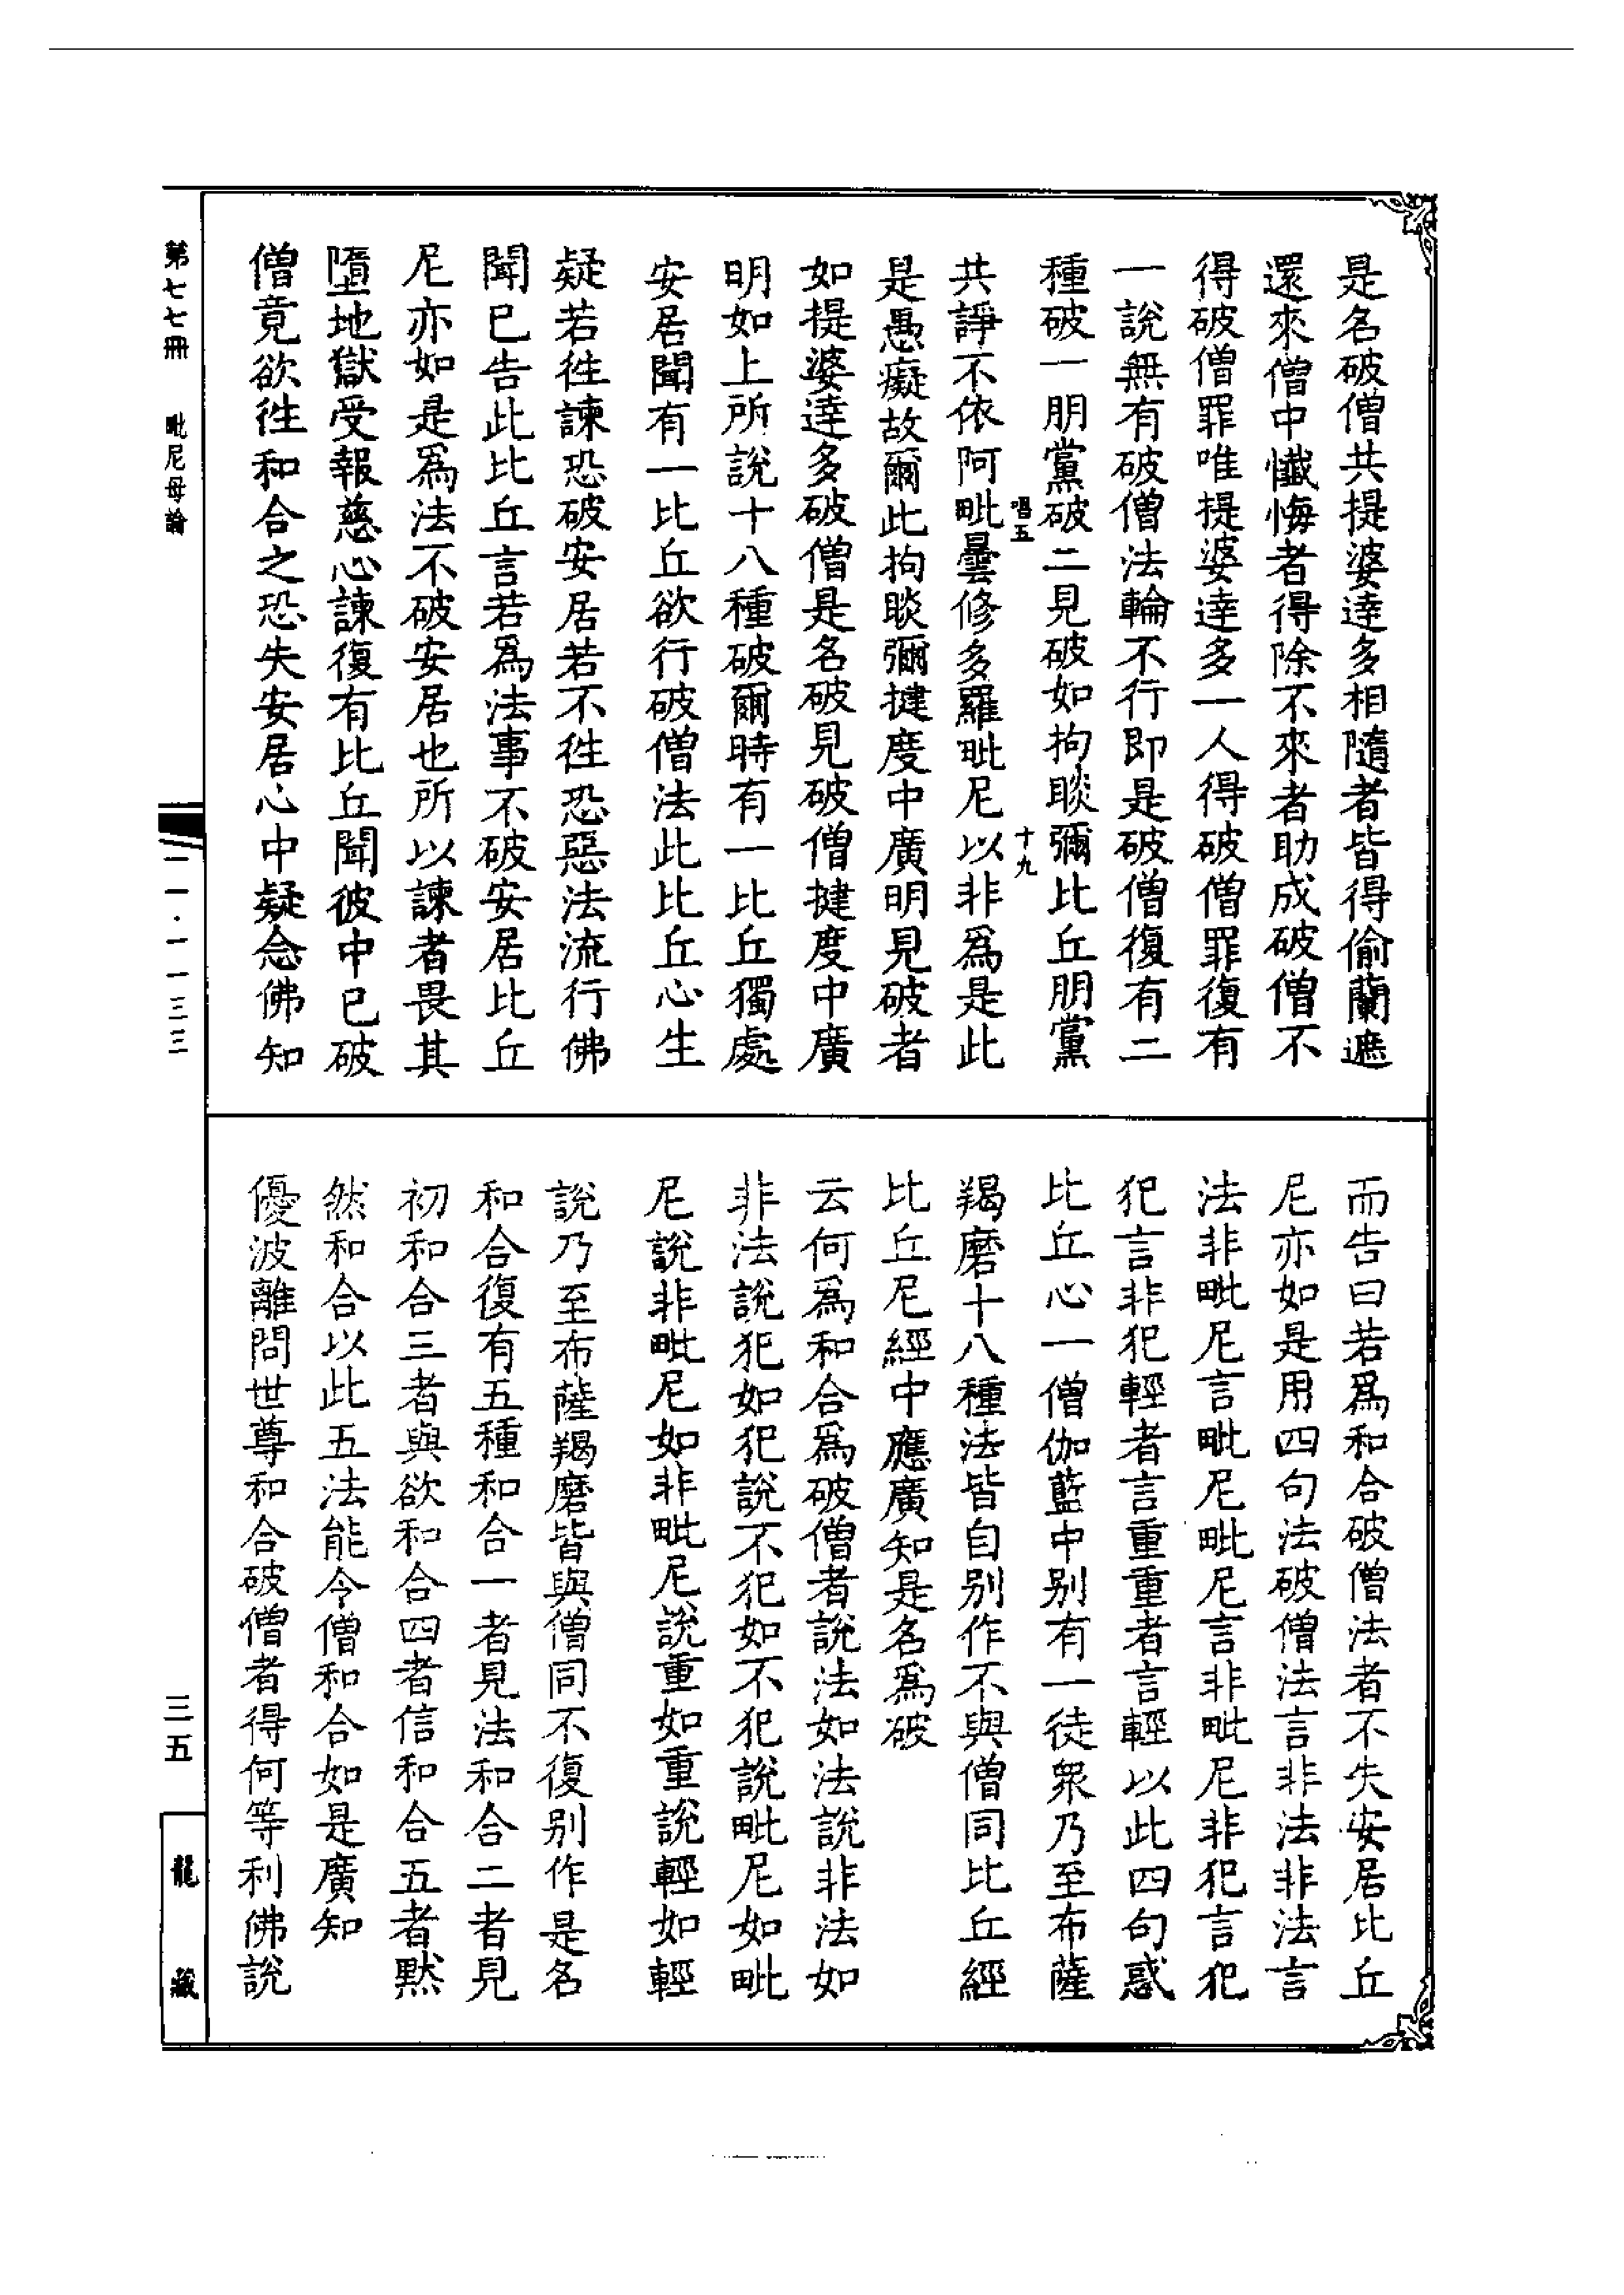 是名破僧共提婆達多相隨者皆得偷蘭遮
還來僧中懺悔者得除不來者助成破僧不
得破僧罪唯提婆達多一人得破僧罪復有
一說無有破僧法輪不行即是破僧復有二
種破一朋黨破二見破如拘睒彌比丘朋黨
唱五
十九
共諍不依阿毗曇修多羅毗尼以非爲是此
是愚癡故爾此拘睒彌揵度中廣明見破者
如提婆達多破僧是名破見破僧揵度中廣
明如上所說十八種破爾時有一比丘獨處
安居聞有一比丘欲行破僧法此比丘心生
疑若徃諫恐破安居若不徃恐惡法流行佛
聞已告此比丘言若爲法事不破安居比丘
尼亦如是爲法不破安居也所以諫者畏其
墮地獄受報慈心諫復有比丘聞彼中已破
僧竟欲徃和合之恐失安居心中疑念佛知
而告曰若爲和合破僧法者不失安居比丘
尼亦如是用四句法破僧法言非法非法言
法非毗尼言毗尼毗尼言非毗尼非犯言犯
犯言非犯輕者言重重者言輕以此四句惑
比丘心一僧伽藍中別有一徒衆乃至布薩
羯磨十八種法皆自別作不與僧同比丘經
比丘尼經中應廣知是名爲破
云何爲和合爲破僧者說法如法說非法如
非法說犯如犯說不犯如不犯說毗尼如毗
尼說非毗尼如非毗尼說重如重說輕如輕
說乃至布薩羯磨皆與僧同不復別作是名
和合復有五種和合一者見法和合二者見
初和合三者與欲和合四者信和合五者默
然和合以此五法能令僧和合如是廣知
優波離問世尊和合破僧者得何等利佛說
第七七冊　毗尼母論
一一·一一三三
三五
龍藏